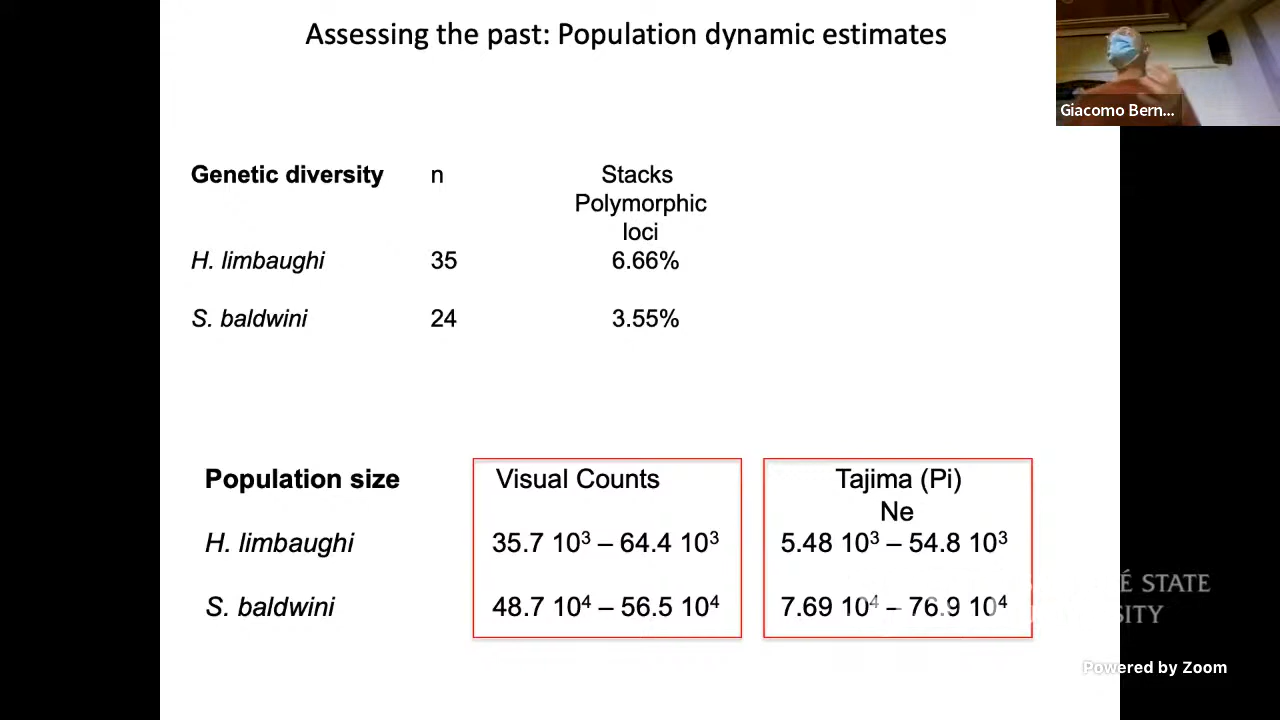 Assessing the past: Population dynamic estimates
Giacomo Bern...
Genetic diversity n Stacks
Polymorphic
loci
H. limbaughi 35 6.66%
S. baldwini 24 3.55%
Population size Visual Counts Tajima (Pi)
Ne
H. limbaughi 35.7 10³ – 64.4 10³ 5.48 10³ – 54.8 10³
S. baldwini 48.7 10⁴ – 56.5 10⁴ 7.69 10⁴ – 76.9 10⁴
É STATE
SITY
Powered by Zoom